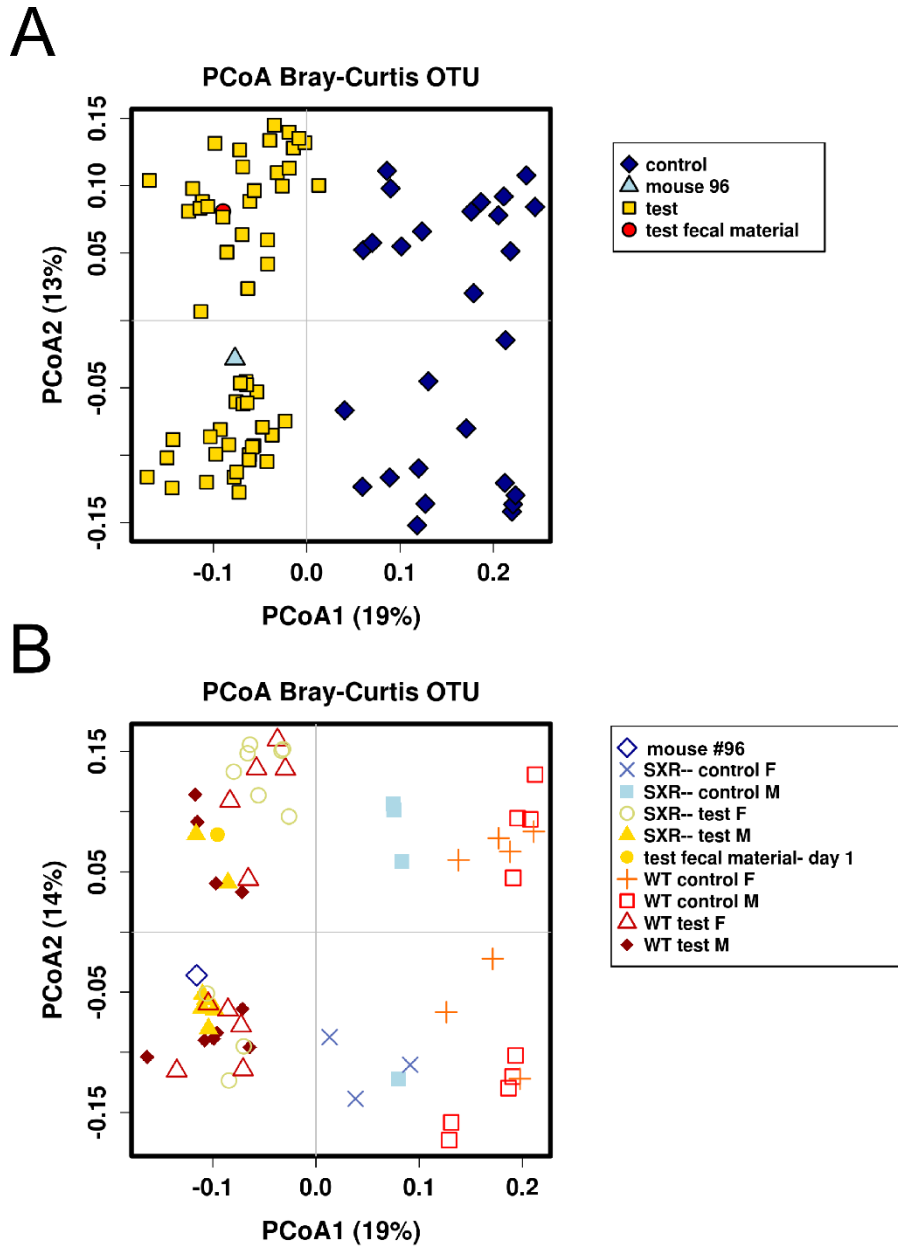 A
PCoA Bray-Curtis OTU
PCoA2 (13%)
0.15
0.10
0.05
-0.05
-0.15
-0.1
0.0
0.1
0.2
PCoA1 (19%)
control
mouse 96
test
test fecal material
B
PCoA Bray-Curtis OTU
PCoA2 (14%)
0.15
0.05
-0.05
-0.15
-0.1
0.0
0.1
0.2
PCoA1 (19%)
mouse #96
SXR-- control F
SXR-- control M
SXR-- test F
SXR-- test M
test fecal material- day 1
WT control F
WT control M
WT test F
WT test M